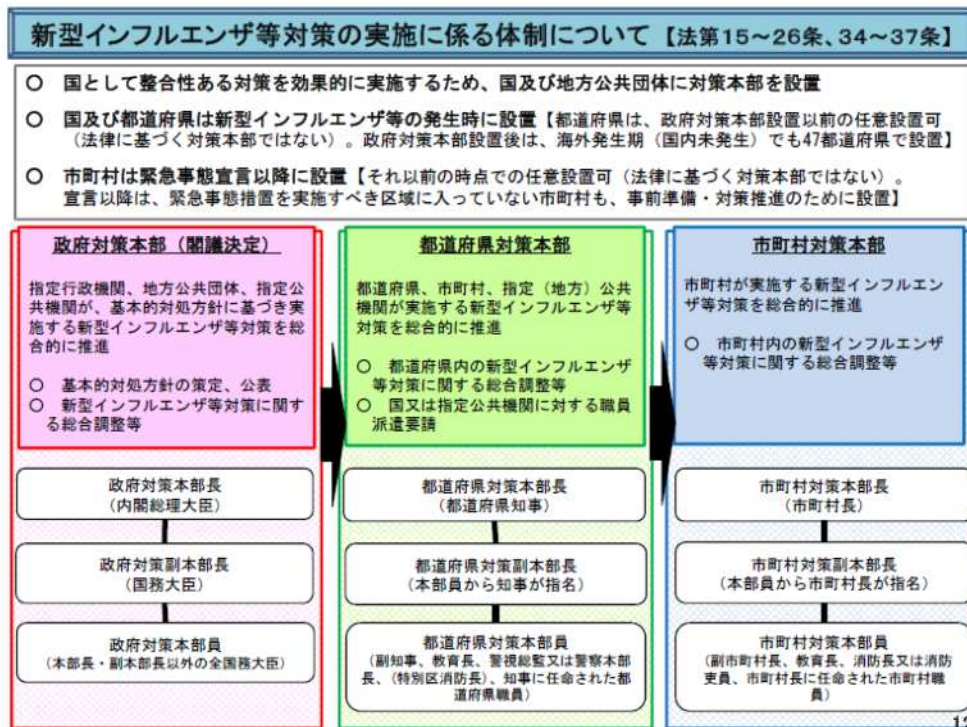 新型インフルエンザ等対策の実施に係る体制について 【法第15～26条、34～37条】
○ 国として整合性ある対策を効果的に実施するため、国及び地方公共団体に対策本部を設置
○ 国及び都道府県は新型インフルエンザ等の発生時に設置【都道府県は、政府対策本部設置以前の任意設置可
（法律に基づく対策本部ではない）。政府対策本部設置後は、海外発生期（国内未発生）でも47都道府県で設置】
○ 市町村は緊急事態宣言以降に設置【それ以前の時点での任意設置可（法律に基づく対策本部ではない）。
宣言以降は、緊急事態措置を実施すべき区域に入っていない市町村も、事前準備・対策推進のために設置】
政府対策本部（閣議決定）
指定行政機関、地方公共団体、指定公
共機関が、基本的対処方針に基づき実
施する新型インフルエンザ等対策を総
合的に推進
○ 基本的対処方針の策定、公表
○ 新型インフルエンザ等対策に関す
る総合調整等
政府対策本部長
（内閣総理大臣）
政府対策副本部長
（国務大臣）
政府対策本部員
（本部長・副本部長以外の全国務大臣）
都道府県対策本部
都道府県、市町村、指定（地方）公共
機関が実施する新型インフルエンザ等
対策を総合的に推進
○ 都道府県内の新型インフルエンザ
等対策に関する総合調整等
○ 国又は指定公共機関に対する職員
派遣要請
都道府県対策本部長
（都道府県知事）
都道府県対策副本部長
（本部員から知事が指名）
都道府県対策本部員
（副知事、教育長、警視総監又は警察本部
長、（特別区消防長）、知事に任命された都
道府県職員）
市町村対策本部
市町村が実施する新型インフルエン
ザ等対策を総合的に推進
○ 市町村内の新型インフルエンザ
等対策に関する総合調整等
市町村対策本部長
（市町村長）
市町村対策副本部長
（本部員から市町村長が指名）
市町村対策本部員
（副市町村長、教育長、消防長又は消防
吏員、市町村長に任命された市町村職
員）